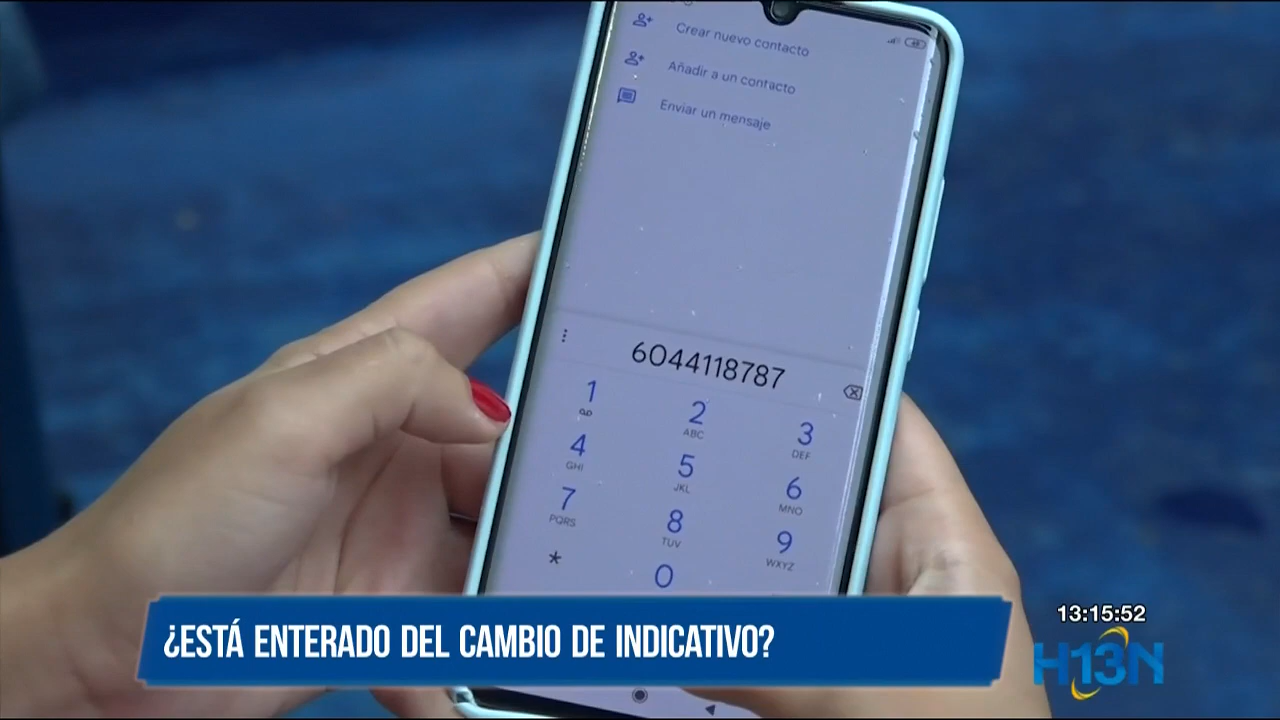 Crear nuevo contacto
Añadir a un contacto
Enviar un mensaje
6044118787
1
2
ABC
3
DEF
4
GHI
5
JKL
6
MNO
7
PQRS
8
TUV
9
WXYZ
*
0
¿ESTÁ ENTERADO DEL CAMBIO DE INDICATIVO?
13:15:52
H13N